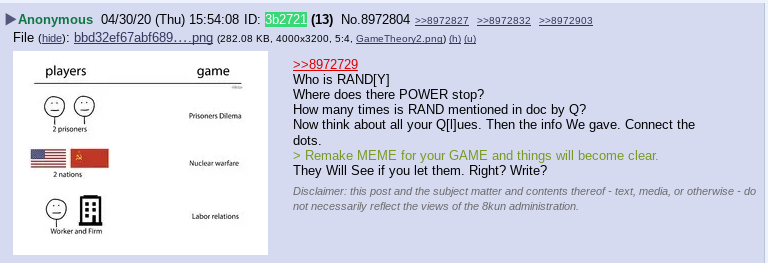 Anonymous 04/30/20 (Thu) 15:54:08 ID: 3b2721 (13) No.8972804 >>8972827 >>8972832 >>8972903
File (hide): bbd32ef67abf689….png (282.08 KB, 4000x3200, 5:4, GameTheory2.png) (h) (u)
players game
2 prisoners
Prisoners Dilema
2 nations
Nuclear warfare
Worker and Firm
Labor relations
>>8972729
Who is RAND[Y]
Where does there POWER stop?
How many times is RAND mentioned in doc by Q?
Now think about all your Q[l]ues. Then the info We gave. Connect the
dots.
> Remake MEME for your GAME and things will become clear.
They Will See if you let them. Right? Write?
Disclaimer: this post and the subject matter and contents thereof - text, media, or otherwise - do
not necessarily reflect the views of the 8kun administration.